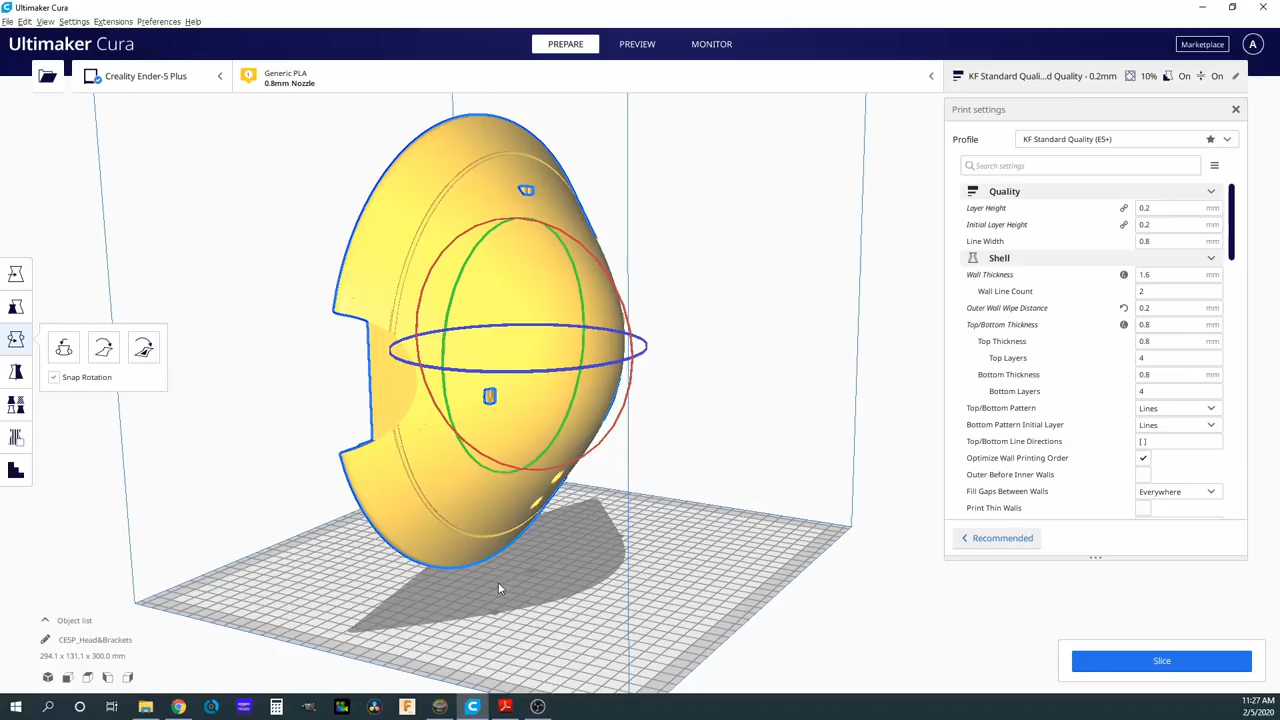 Ultimaker Cura
File Edit View Settings Extensions Preferences Help
Ultimaker Cura
PREPARE PREVIEW MONITOR
Marketplace A
Creality Ender-5 Plus
1 Generic PLA
0.8mm Nozzle
KF Standard Quali...d Quality - 0.2mm 10% On On
Print settings
Profile KF Standard Quality (E5+)
Search settings
Quality
Layer Height 0.2 mm
Initial Layer Height 0.2 mm
Line Width 0.8 mm
Shell
Wall Thickness 1.6 mm
Wall Line Count 2
Outer Wall Wipe Distance 0.2 mm
Top/Bottom Thickness 0.8 mm
Top Thickness 0.8 mm
Top Layers 4
Bottom Thickness 0.8 mm
Bottom Layers 4
Top/Bottom Pattern Lines
Bottom Pattern Initial Layer Lines
Top/Bottom Line Directions [ ]
Optimize Wall Printing Order
Outer Before Inner Walls
Fill Gaps Between Walls Everywhere
Print Thin Walls
Recommended
Snap Rotation
Object list
CESP_Head&Brackets
294.1 x 131.1 x 300.0 mm
Slice
11:27 AM
2/5/2020